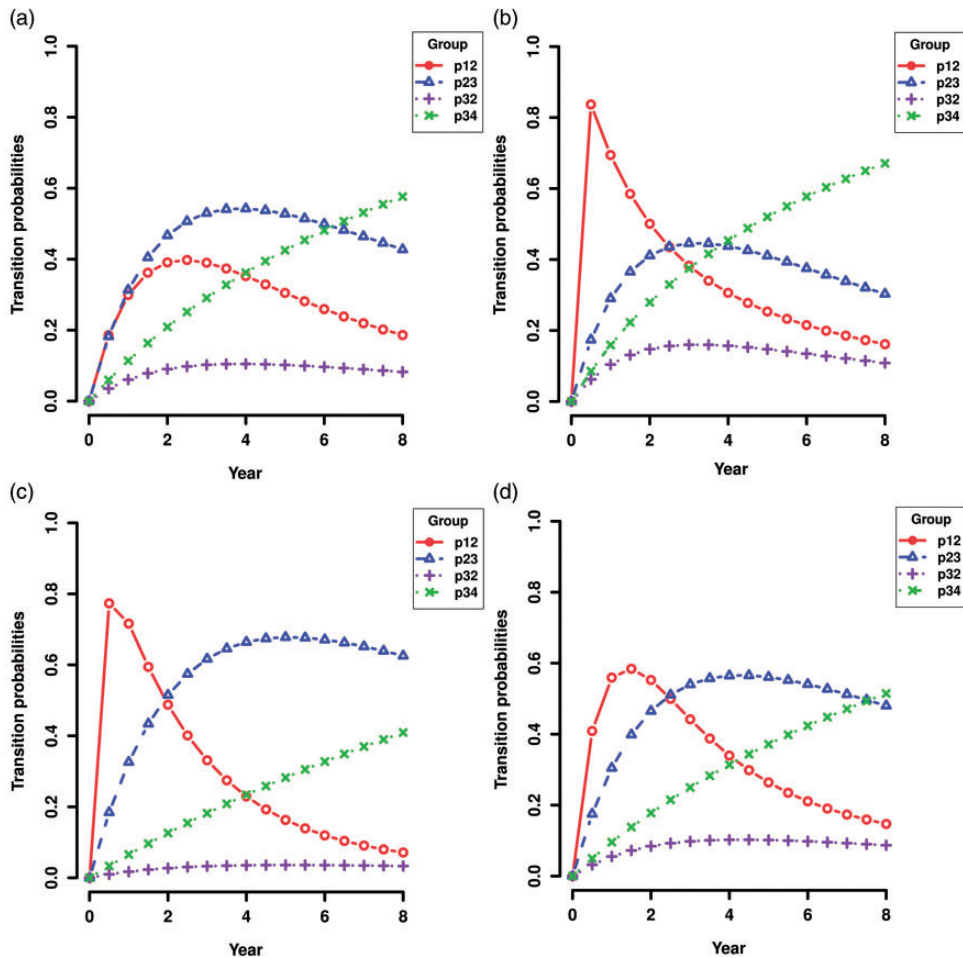 (a)
Transition probabilities
1.0
0.8
0.6
0.4
0.2
0.0
0 2 4 6 8
Year
Group
p12
p23
p32
p34
(b)
Transition probabilities
1.0
0.8
0.6
0.4
0.2
0.0
0 2 4 6 8
Year
Group
p12
p23
p32
p34
(c)
Transition probabilities
1.0
0.8
0.6
0.4
0.2
0.0
0 2 4 6 8
Year
Group
p12
p23
p32
p34
(d)
Transition probabilities
1.0
0.8
0.6
0.4
0.2
0.0
0 2 4 6 8
Year
Group
p12
p23
p32
p34